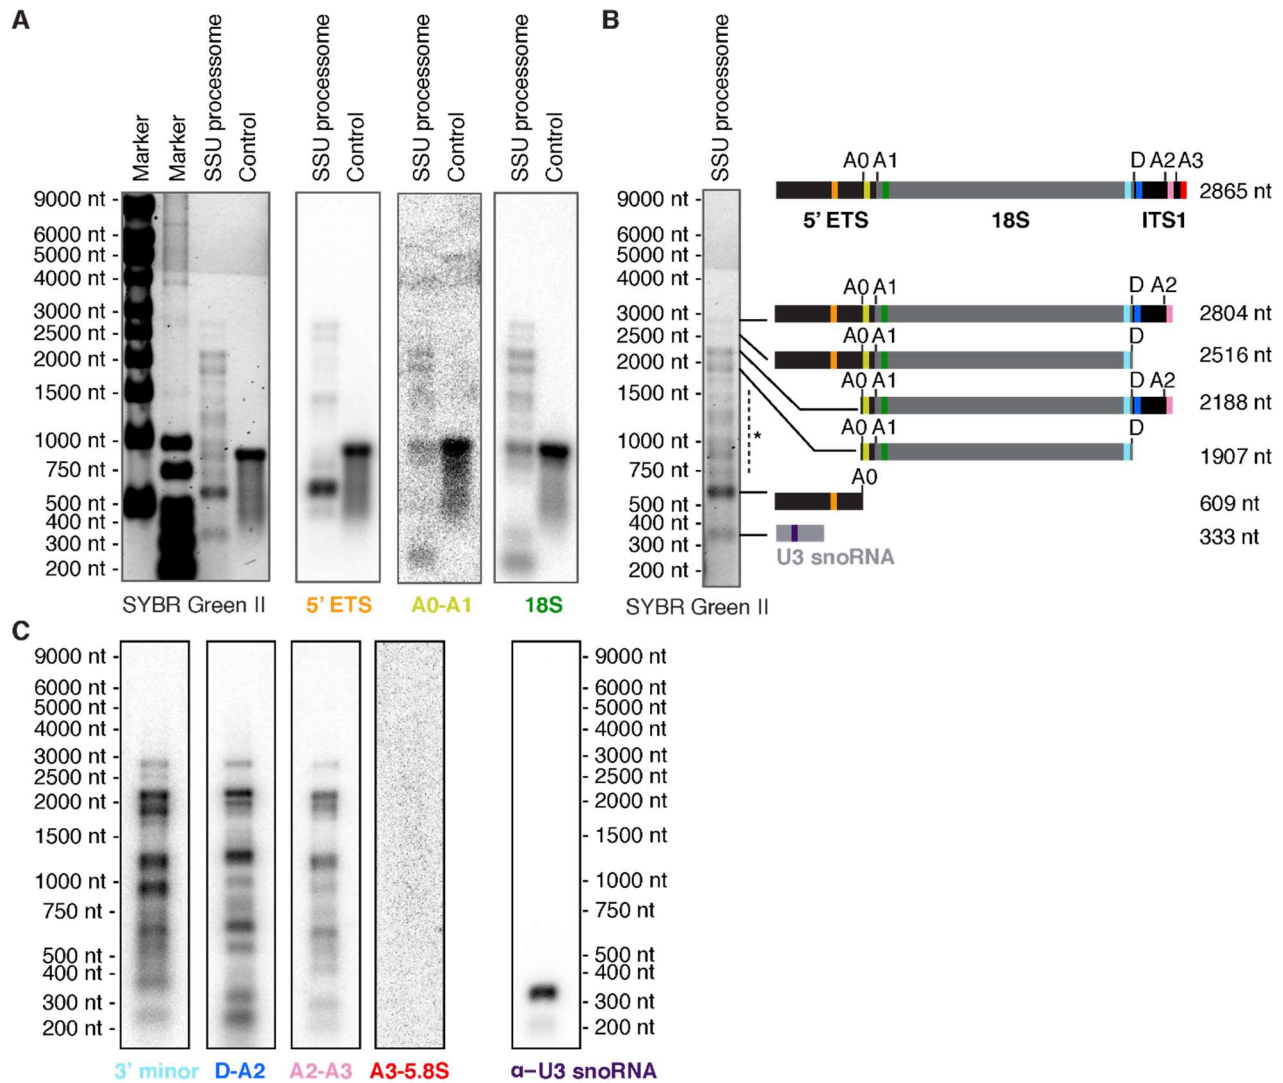 A
Marker
Marker
SSU processome
Control
SSU processome
Control
SSU processome
Control
SSU processome
Control
9000 nt -
6000 nt -
5000 nt -
4000 nt -
3000 nt -
2500 nt -
2000 nt -
1500 nt -
1000 nt -
750 nt -
500 nt -
400 nt -
300 nt -
200 nt -
SYBR Green II
5’ ETS
A0-A1
18S
B
SSU processome
9000 nt -
6000 nt -
5000 nt -
4000 nt -
3000 nt -
2500 nt -
2000 nt -
1500 nt -
1000 nt -
750 nt -
500 nt -
400 nt -
300 nt -
200 nt -
SYBR Green II
*
A0 A1 D A2 A3
2865 nt
5’ ETS 18S ITS1
A0 A1 D A2
2804 nt
A0 A1 D
2516 nt
A0 A1 D A2
2188 nt
A0 A1 D
1907 nt
A0
609 nt
333 nt
U3 snoRNA
C
9000 nt -
6000 nt -
5000 nt -
4000 nt -
3000 nt -
2500 nt -
2000 nt -
1500 nt -
1000 nt -
750 nt -
500 nt -
400 nt -
300 nt -
200 nt -
3’ minor
D-A2
A2-A3
A3-5.8S
- 9000 nt
- 6000 nt
- 5000 nt
- 4000 nt
- 3000 nt
- 2500 nt
- 2000 nt
- 1500 nt
- 1000 nt
- 750 nt
- 500 nt
- 400 nt
- 300 nt
- 200 nt
α–U3 snoRNA